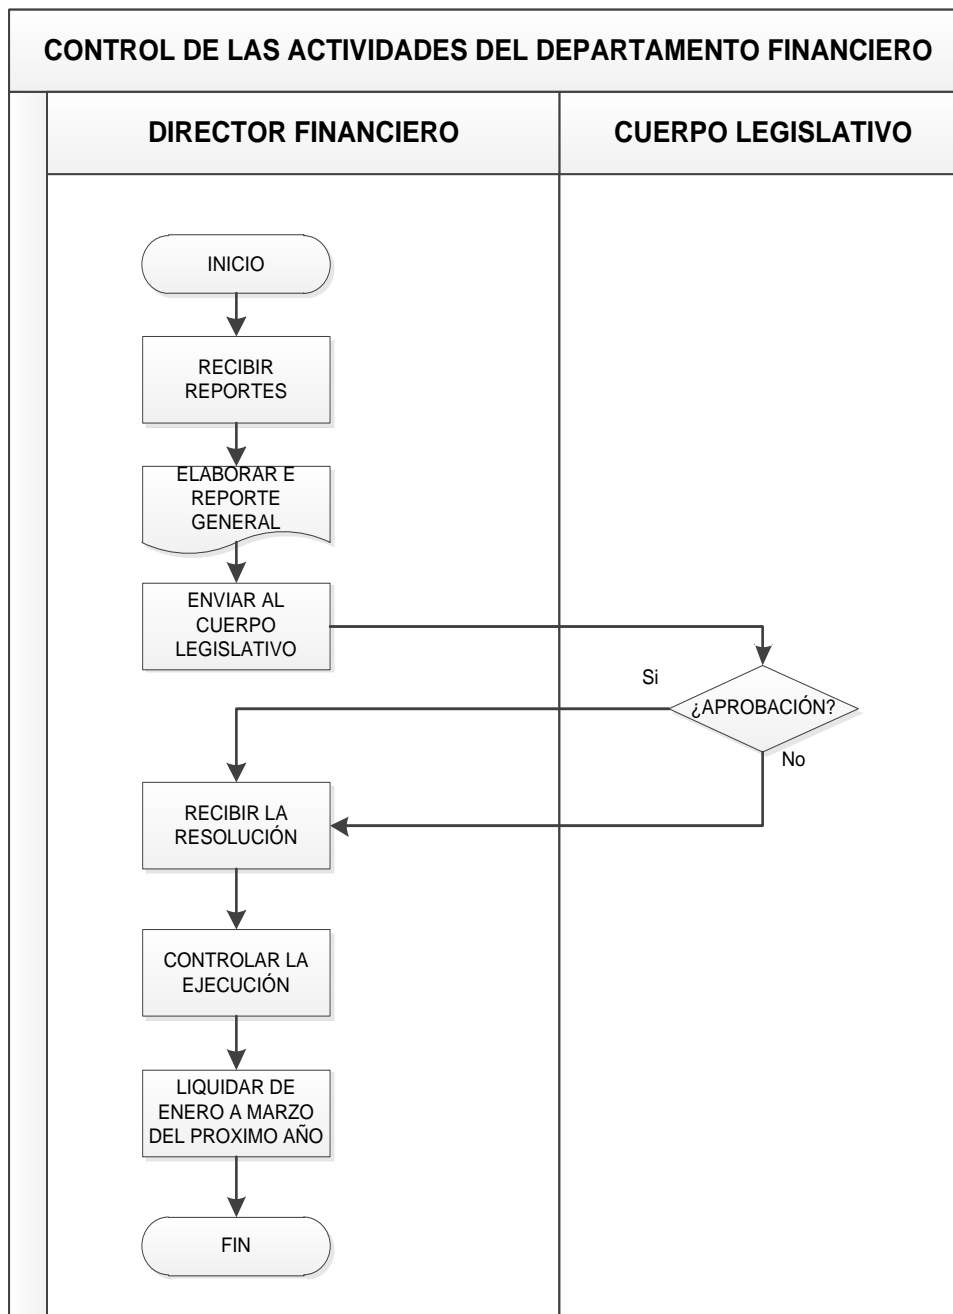 CONTROL DE LAS ACTIVIDADES DEL DEPARTAMENTO FINANCIERO
DIRECTOR FINANCIERO
CUERPO LEGISLATIVO
INICIO
RECIBIR
REPORTES
ELABORAR E
REPORTE
GENERAL
ENVIAR AL
CUERPO
LEGISLATIVO
Si
¿APROBACIÓN?
No
RECIBIR LA
RESOLUCIÓN
CONTROLAR LA
EJECUCIÓN
LIQUIDAR DE
ENERO A MARZO
DEL PROXIMO AÑO
FIN